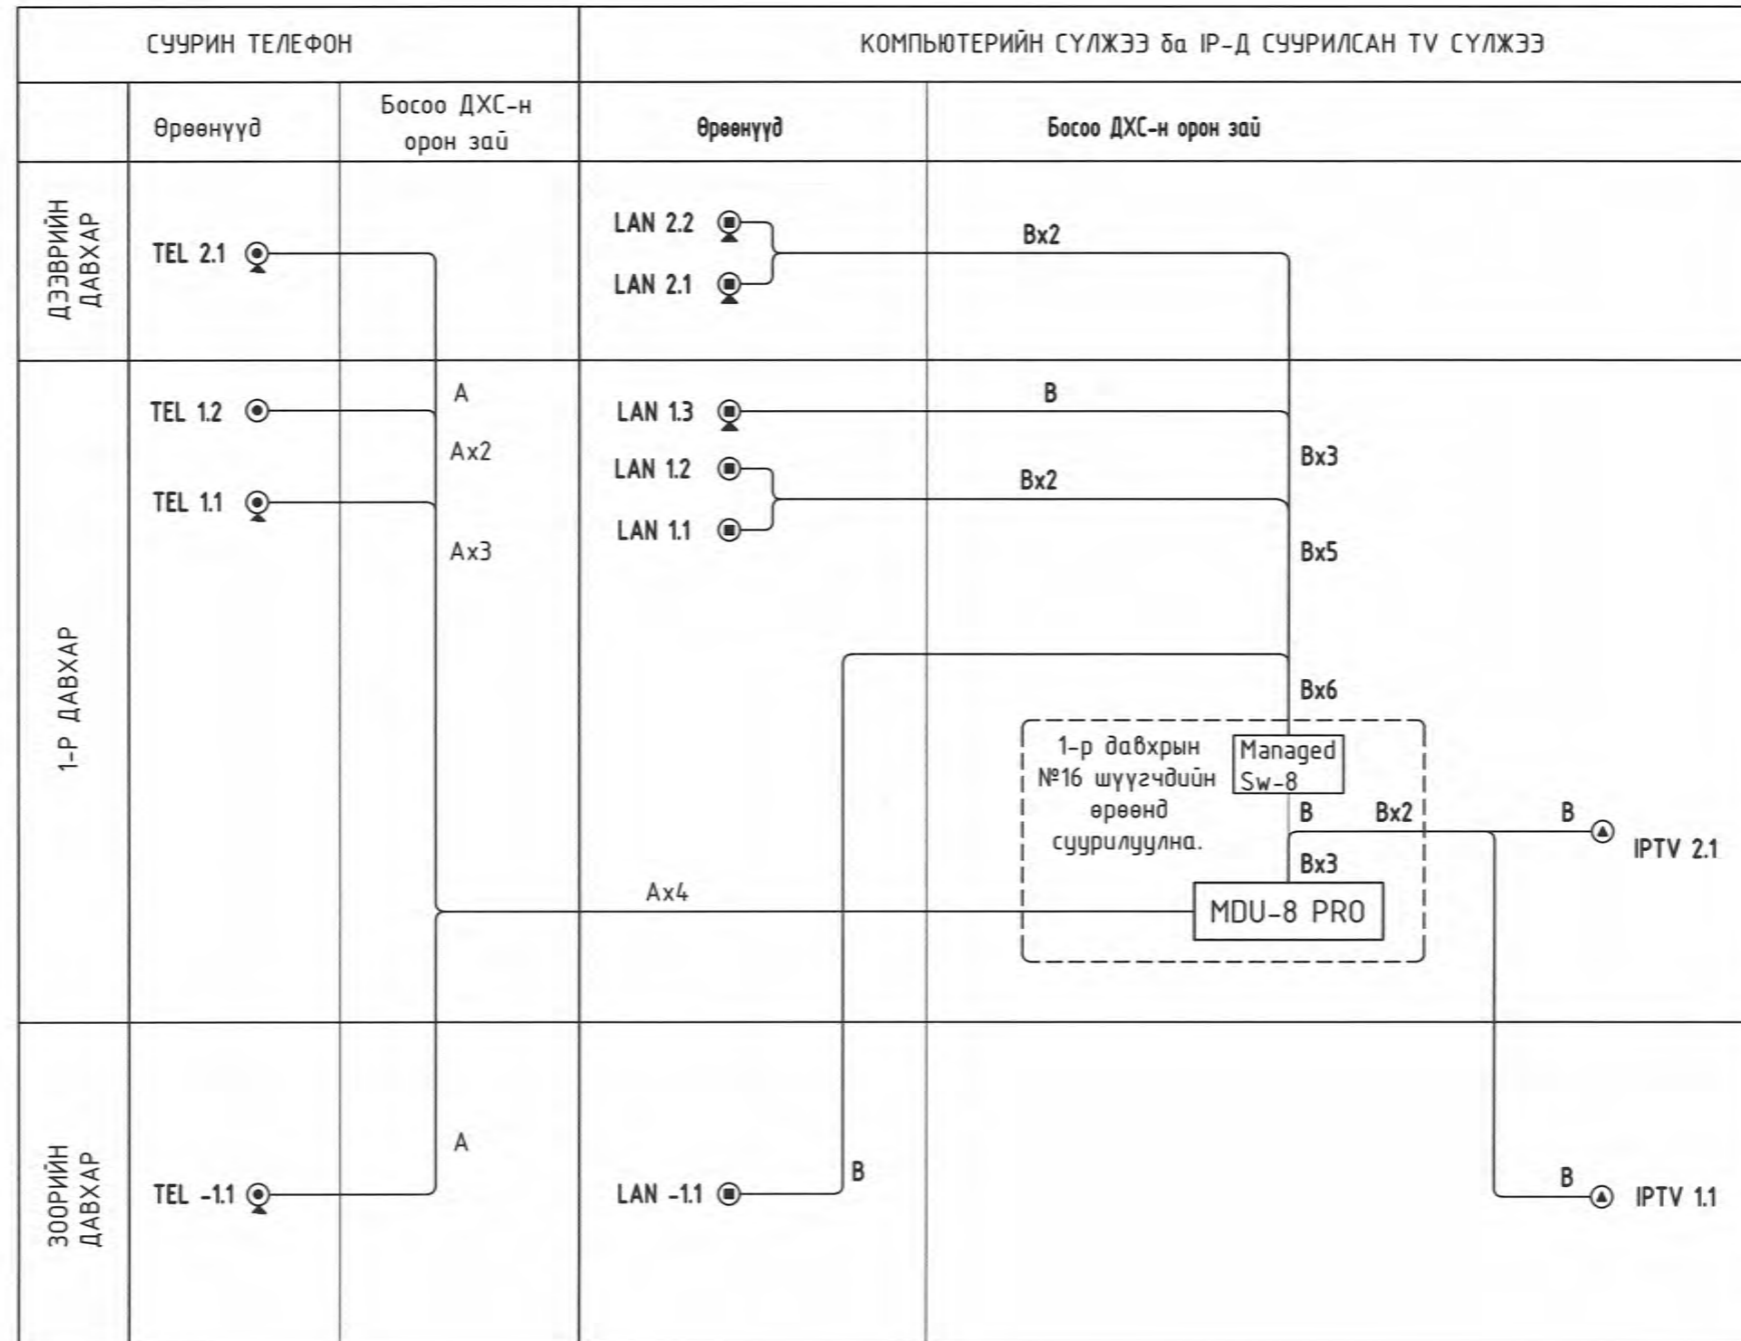 СУУРИН ТЕЛЕФОН
КОМПЬЮТЕРИЙН СҮЛЖЭЭ ба IP-Д СУУРИЛСАН TV СҮЛЖЭЭ
Өрөөнүүд
Босоо ДХС-н
орон зай
Өрөөнүүд
Босоо ДХС-н орон зай
ДЭЭВРИЙН
ДАВХАР
TEL 2.1
LAN 2.2
LAN 2.1
Bx2
1-Р ДАВХАР
TEL 1.2
A
Ax2
TEL 1.1
Ax3
LAN 1.3
B
LAN 1.2
Bx2
LAN 1.1
Bx3
Bx5
Bx6
1-р давхрын
№16 шүүгчдийн
өрөөнд
суурилуулна.
Managed
Sw-8
B
Bx2
B
IPTV 2.1
Bx3
MDU-8 PRO
Ax4
ЗООРИЙН
ДАВХАР
TEL -1.1
A
LAN -1.1
B
B
IPTV 1.1